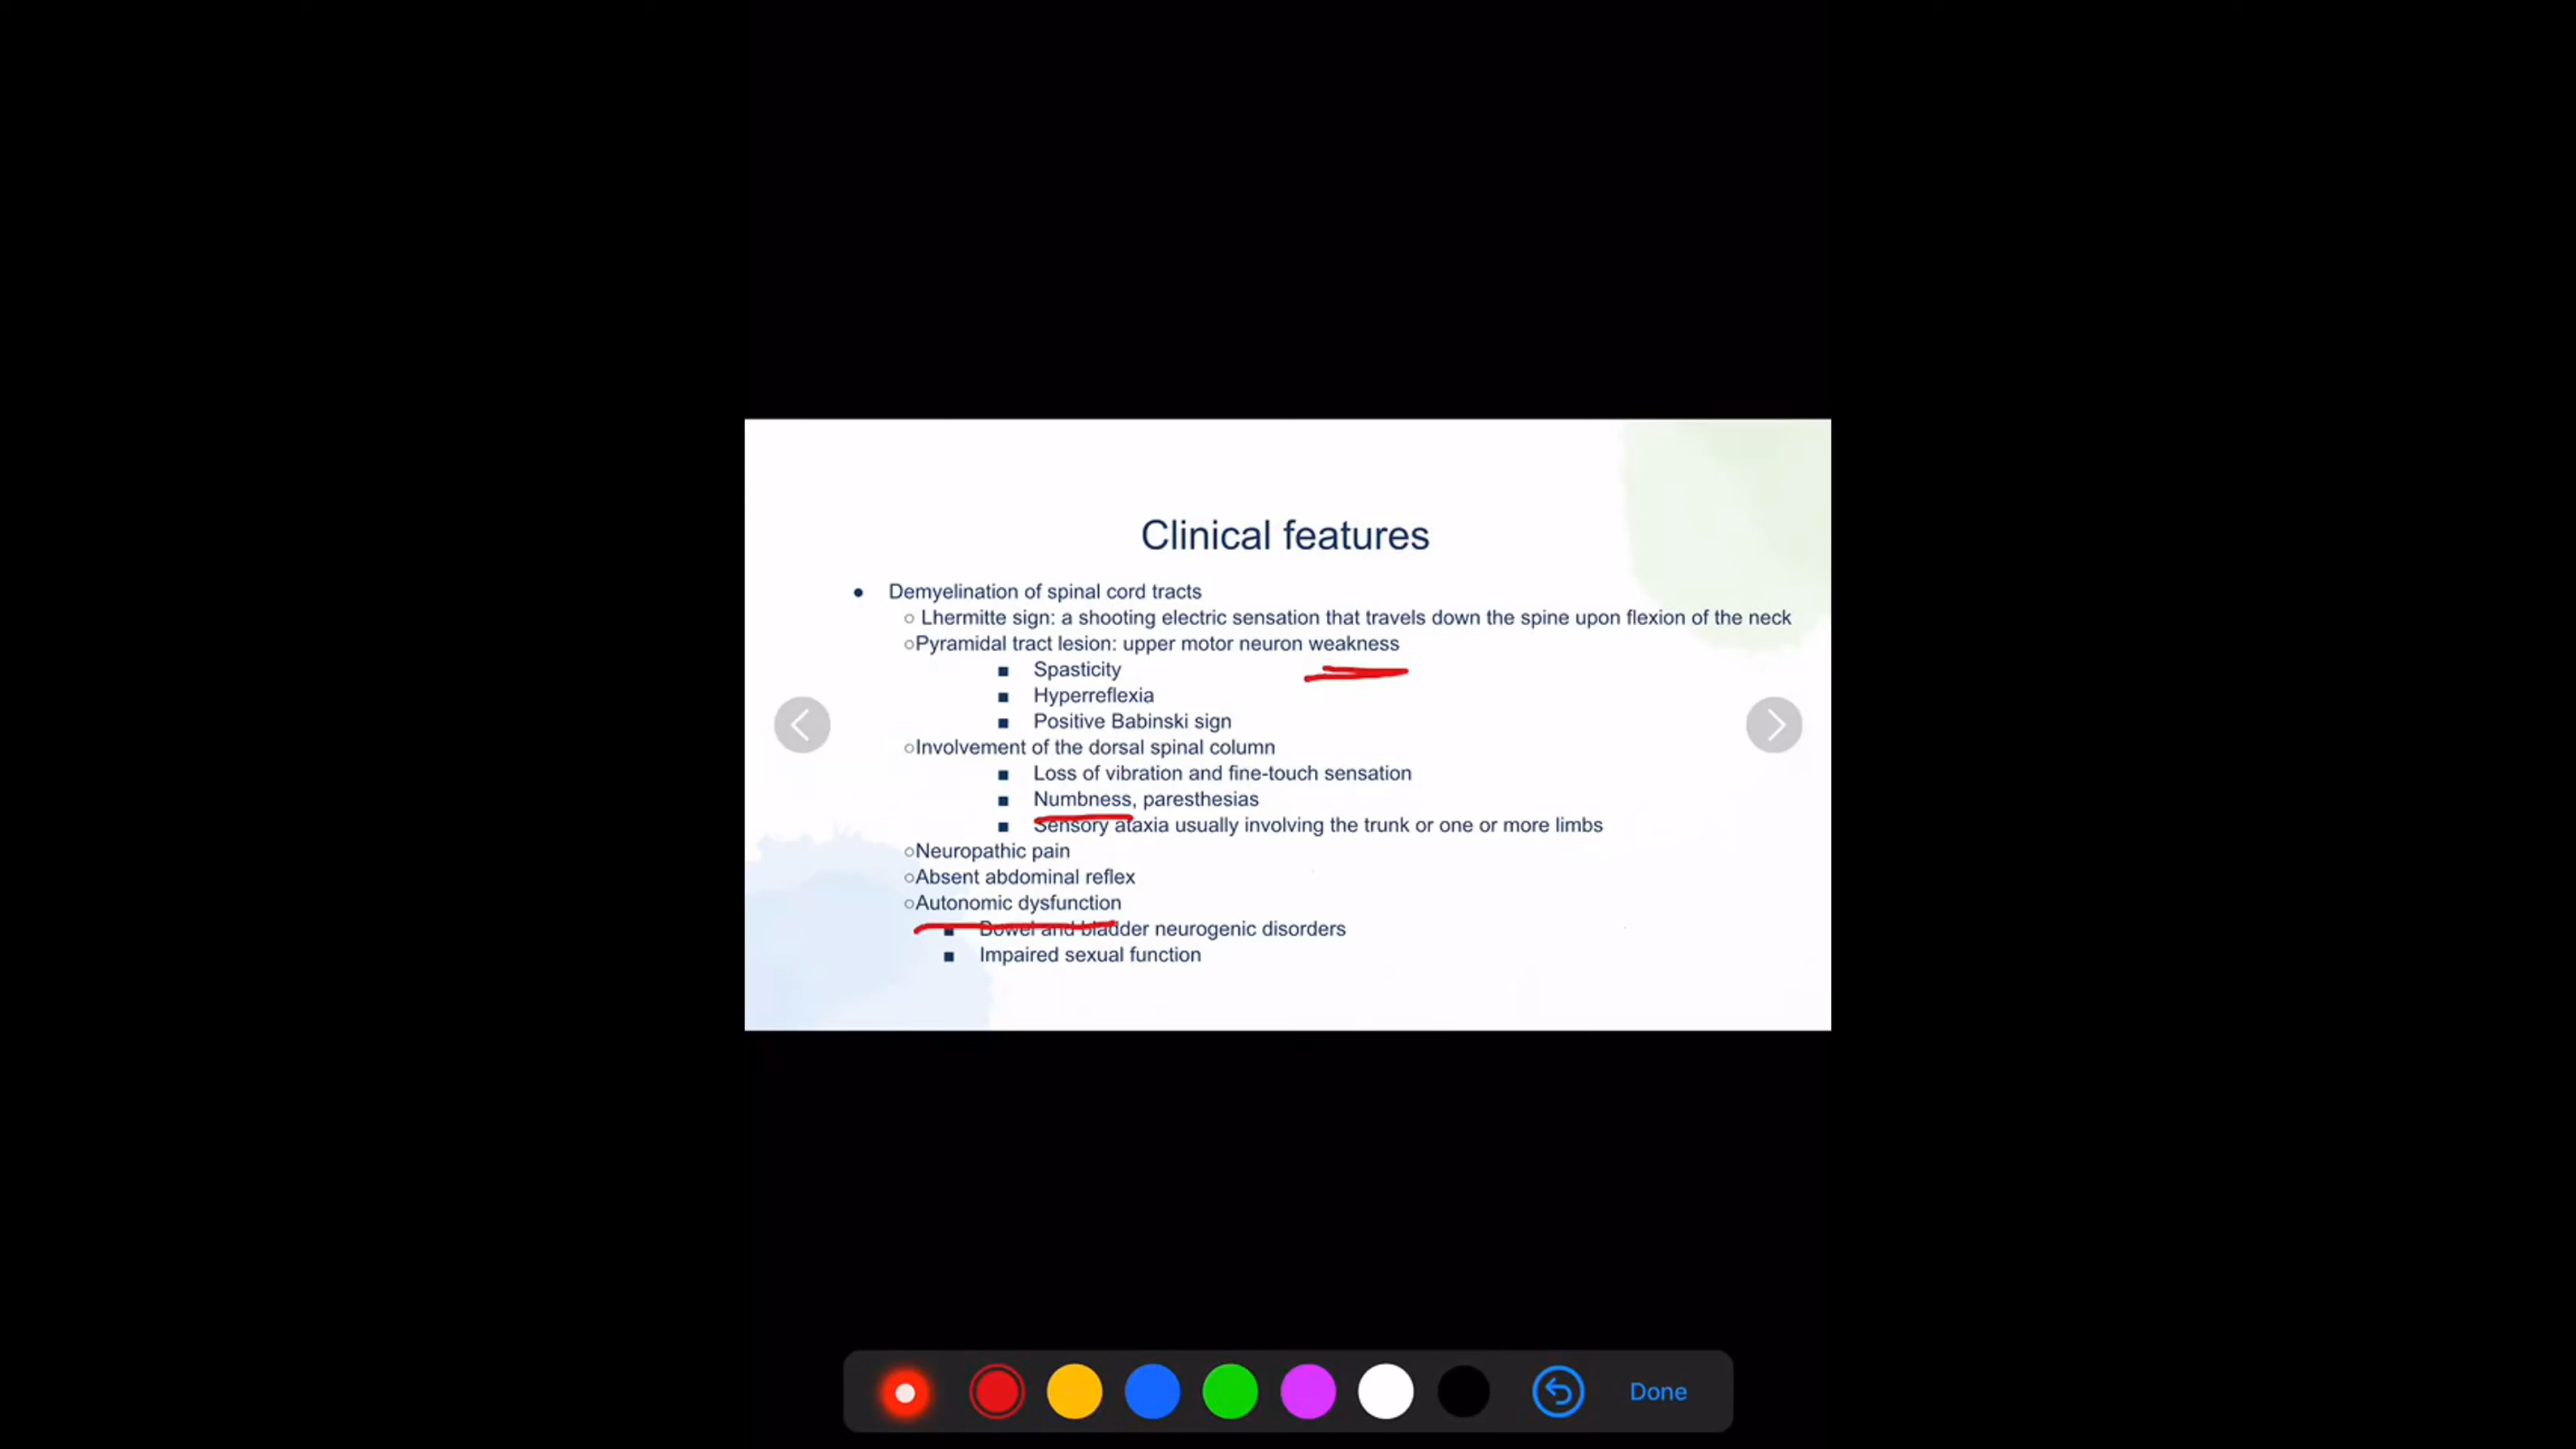 Clinical features
● Demyelination of spinal cord tracts
○ Lhermitte sign: a shooting electric sensation that travels down the spine upon flexion of the neck
○Pyramidal tract lesion: upper motor neuron weakness
■ Spasticity
■ Hyperreflexia
■ Positive Babinski sign
○Involvement of the dorsal spinal column
■ Loss of vibration and fine-touch sensation
■ Numbness, paresthesias
■ Sensory ataxia usually involving the trunk or one or more limbs
○Neuropathic pain
○Absent abdominal reflex
○Autonomic dysfunction
■ Bowel and bladder neurogenic disorders
■ Impaired sexual function
Done